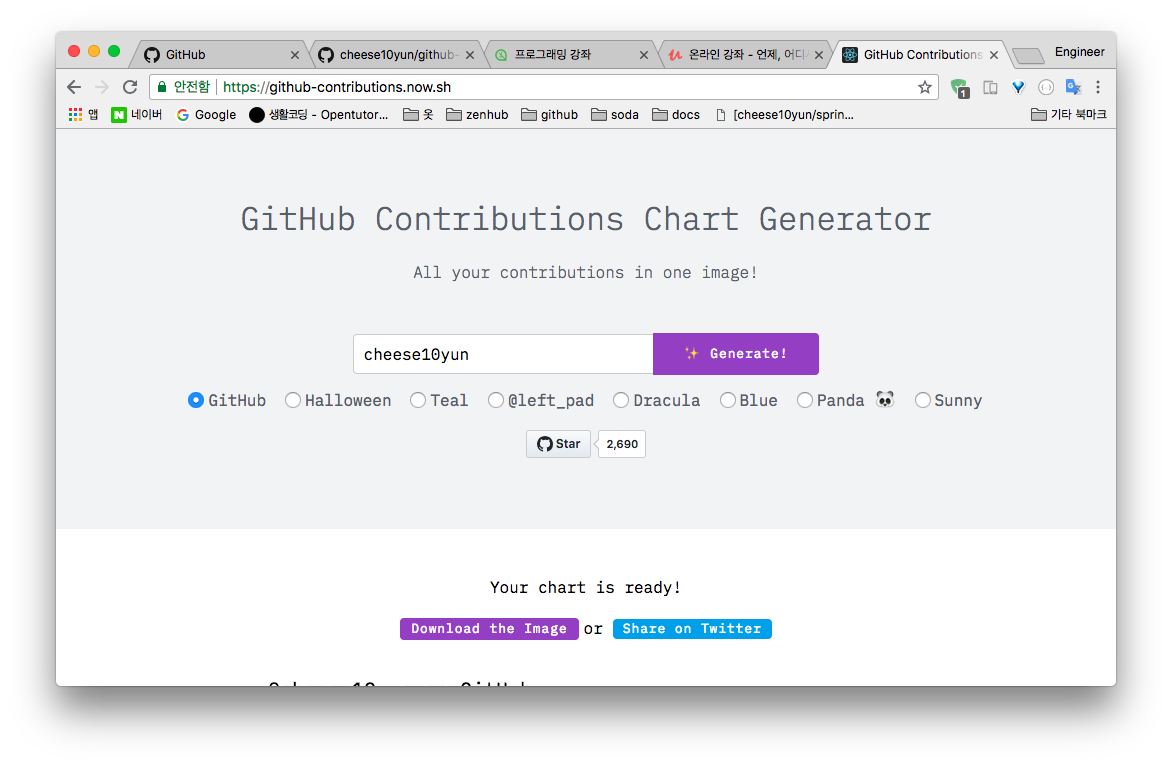 GitHub
cheese10yun/github-
프로그래밍 강좌
온라인 강좌 - 언제, 어디서
GitHub Contributions
Engineer
안전함
https://github-contributions.now.sh
1
앱
네이버
Google
생활코딩 - Opentutor...
옷
zenhub
github
soda
docs
[cheese10yun/sprin...
기타 북마크
GitHub Contributions Chart Generator
All your contributions in one image!
cheese10yun
✨ Generate!
GitHub Halloween Teal @left_pad Dracula Blue Panda 🐼 Sunny
Star 2,690
Your chart is ready!
Download the Image or Share on Twitter